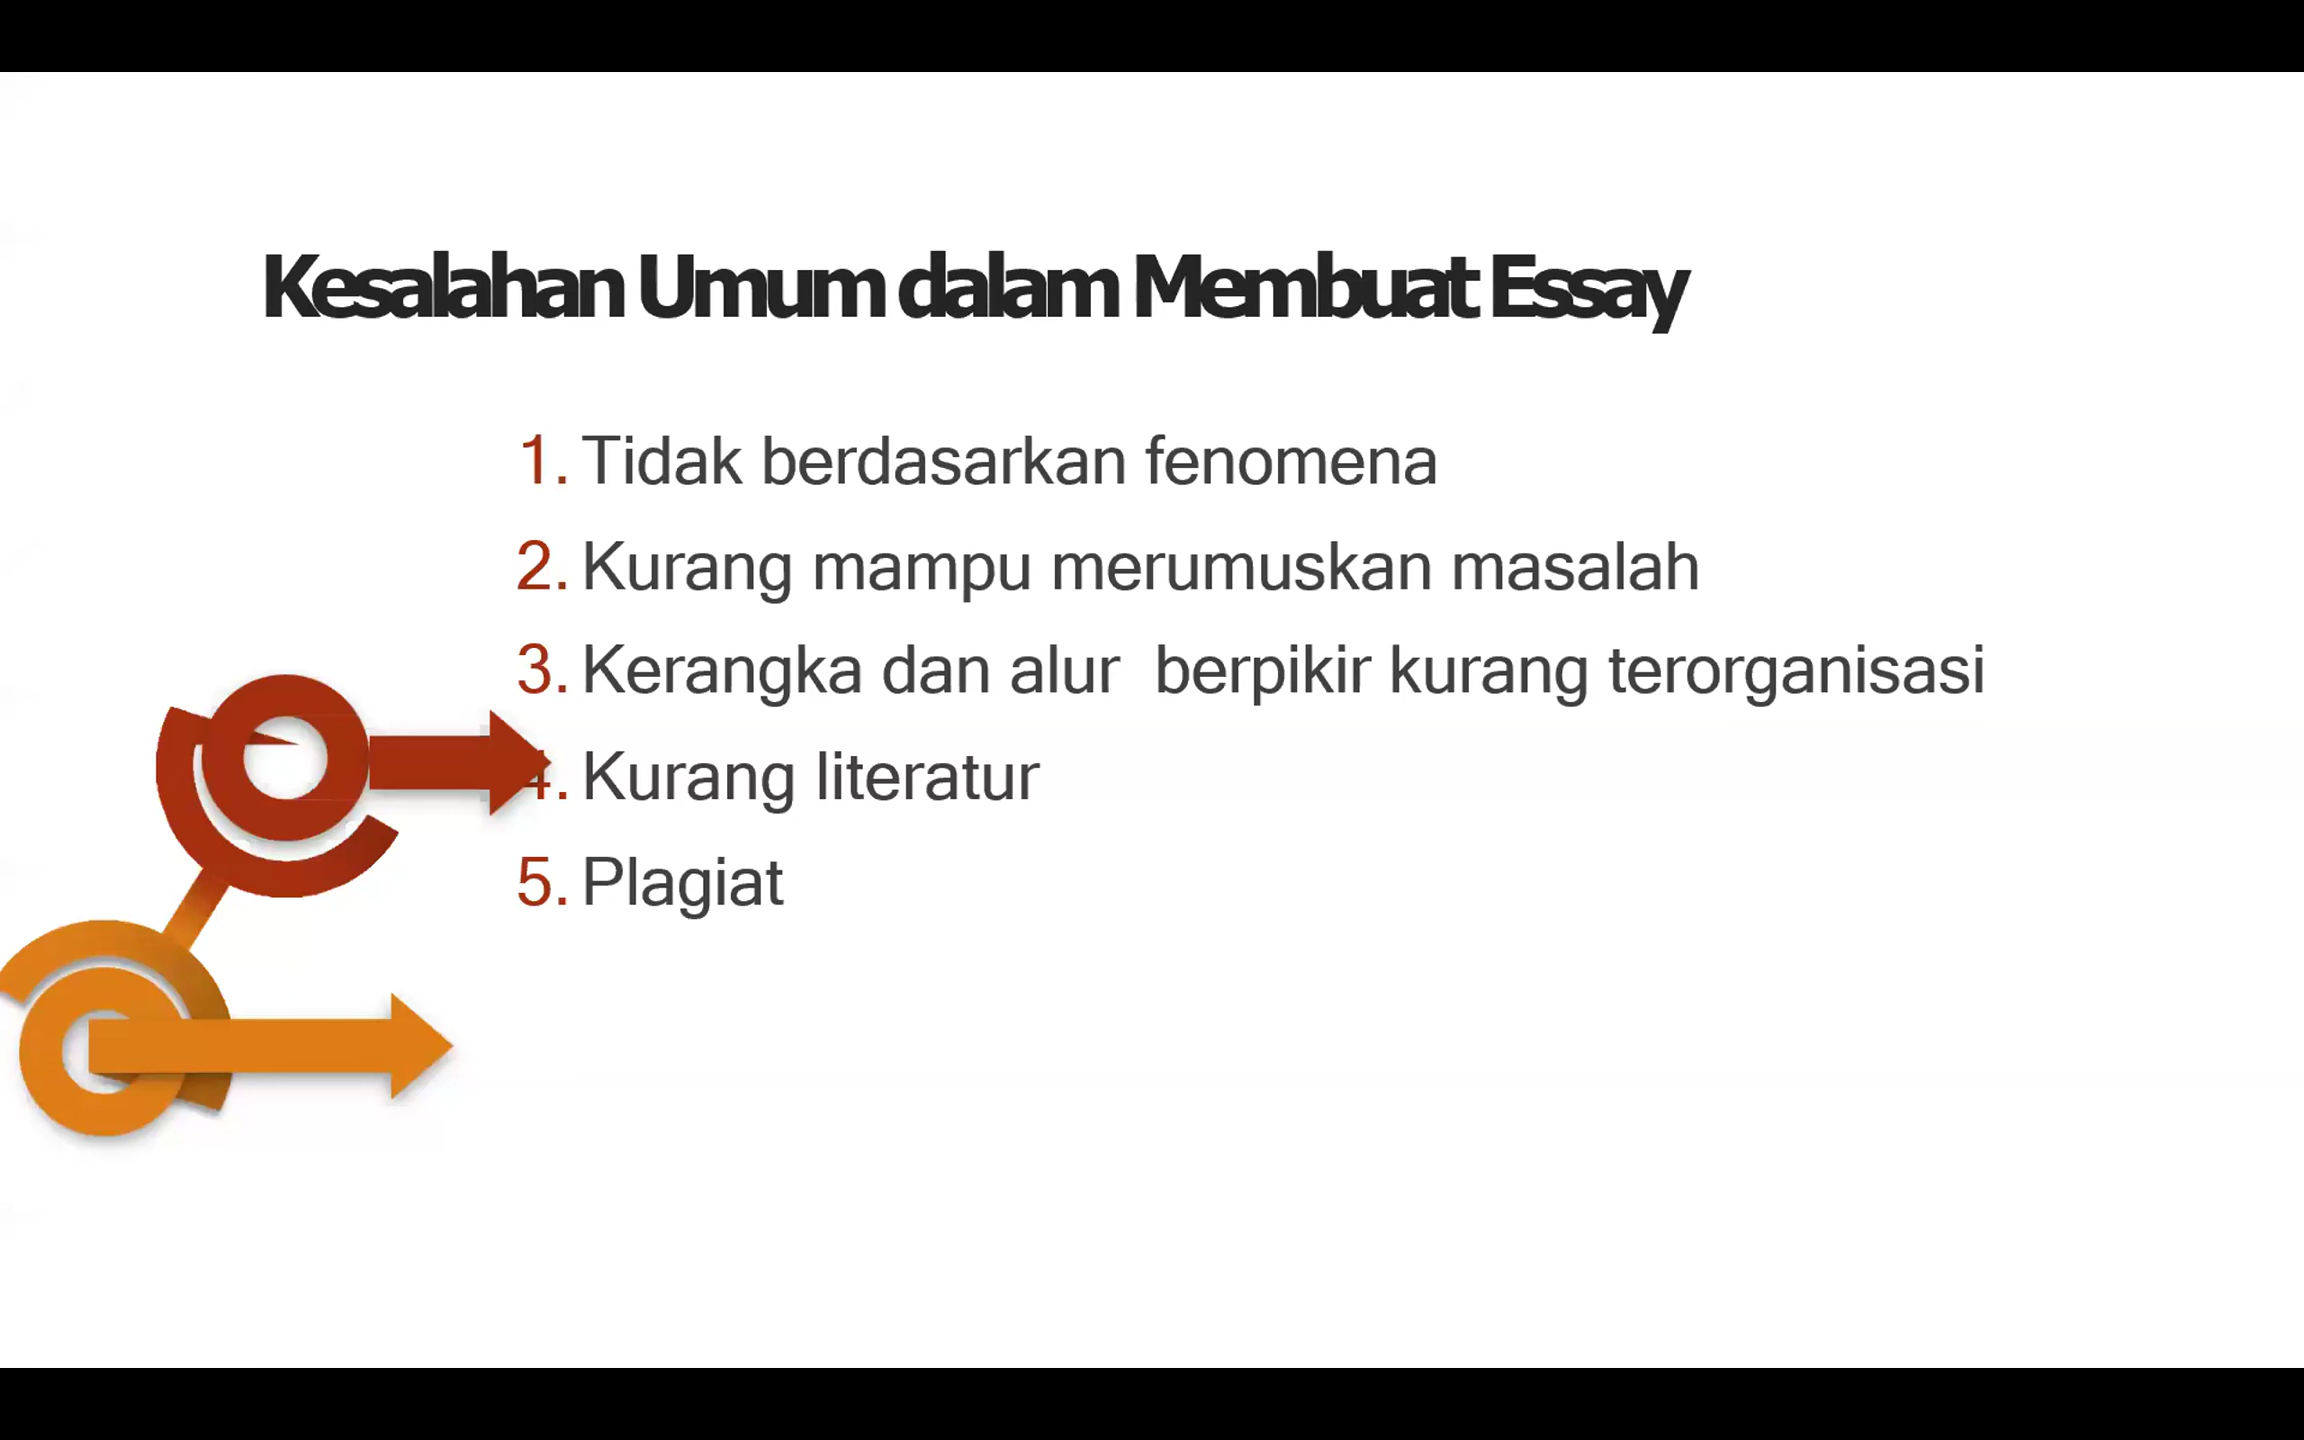 Kesalahan Umum dalam Membuat Essay
1. Tidak berdasarkan fenomena
2. Kurang mampu merumuskan masalah
3. Kerangka dan alur  berpikir kurang terorganisasi
4. Kurang literatur
5. Plagiat